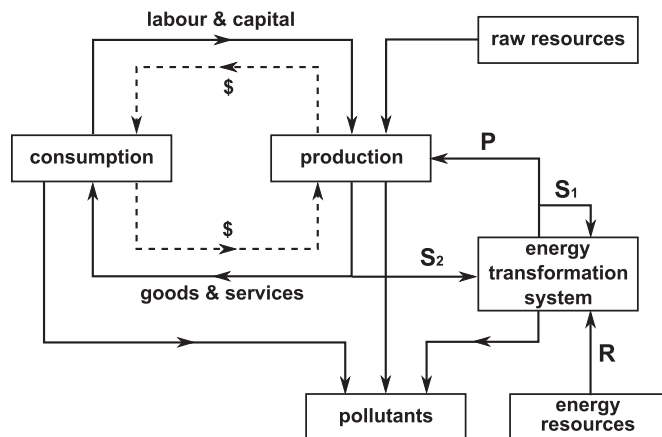 labour & capital
raw resources
$
P
consumption
production
S1
$
energy
transformation
system
S2
goods & services
R
pollutants
energy
resources